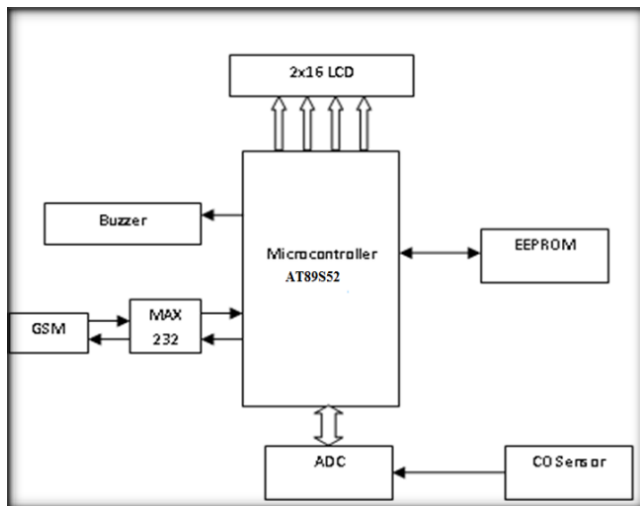 2x16 LCD
Buzzer
Microcontroller
AT89S52
EEPROM
GSM
MAX
232
ADC
CO Sensor